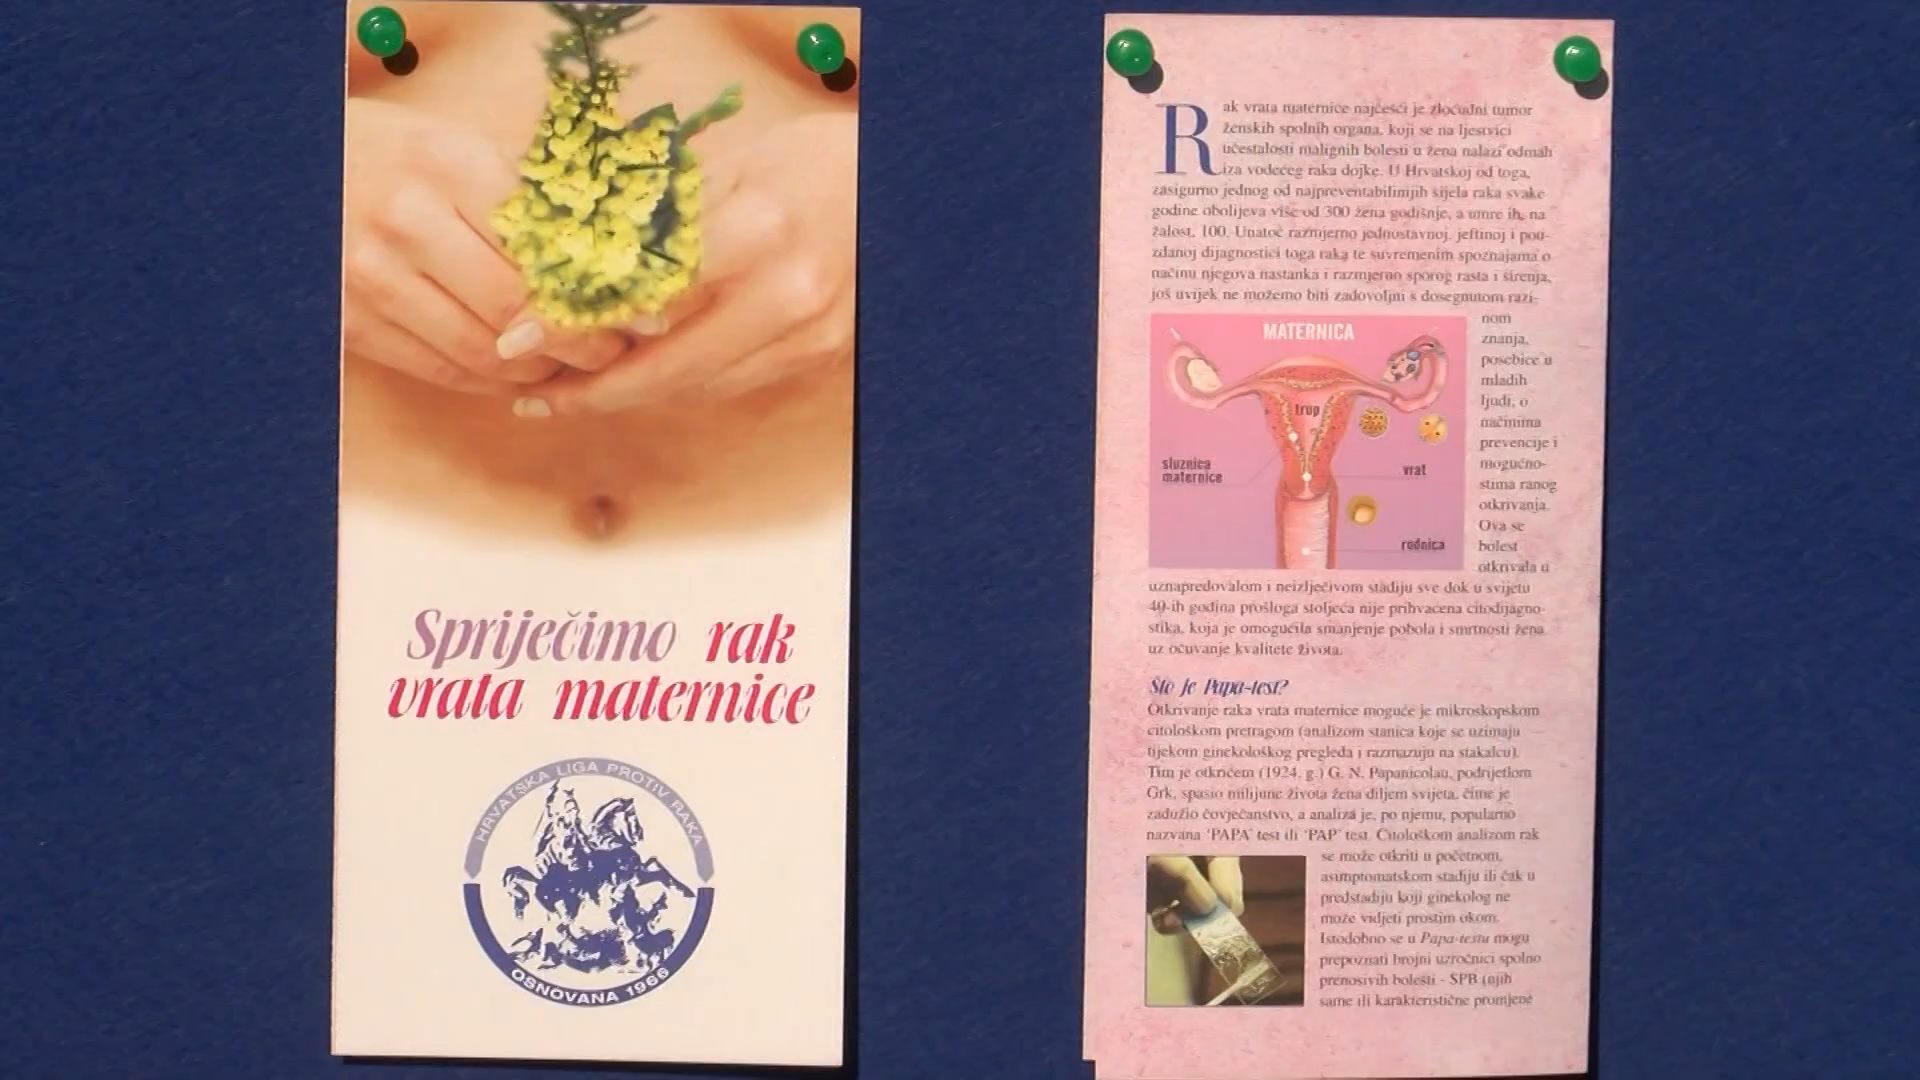 Spriječimo rak
vrata maternice
HRVATSKA LIGA PROTIV RAKA
OSNOVANA 1966
Rak vrata maternice najčešći je zloćudni tumor
ženskih spolnih organa, koji se na ljestvici
učestalosti malignih bolesti u žena nalazi odmah
iza vodećeg raka dojke. U Hrvatskoj od toga,
zasigurno jednog od najpreventabilinijih sijela raka svake
godine obolijeva više od 300 žena godišnje, a umre ih, na
žalost, 100. Unatoč razmjerno jednostavnoj, jeftinoj i pou-
zdanoj dijagnostici toga raka te suvremenim spoznajama o
načinu njegova nastanka i razmjerno sporog rasta i širenja,
još uvijek ne možemo biti zadovoljni s dosegnutom razi-
nom
znanja,
posebice u
mladih
ljudi, o
načinima
prevencije i
mogućno-
stima ranog
otkrivanja.
Ova se
bolest
otkrivala u
MATERNICA
trup
sluznica
maternice
vrat
rodnica
uznapredovalom i neizlječivom stadiju sve dok u svijetu
40-ih godina prošloga stoljeća nije prihvaćena citodijagno-
stika, koja je omogućila smanjenje pobola i smrtnosti žena
uz očuvanje kvalitete života.
Što je Papa-test?
Otkrivanje raka vrata maternice moguće je mikroskopskom
citološkom pretragom (analizom stanica koje se uzimaju
tijekom ginekološkog pregleda i razmazuju na stakalcu).
Tim je otkrićem (1924. g.) G. N. Papanicolau, podrijetlom
Grk, spasio milijune života žena diljem svijeta, čime je
zadužio čovječanstvo, a analiza je, po njemu, popularno
nazvana 'PAPA' test ili 'PAP' test. Citološkom analizom rak
se može otkriti u početnom,
asimptomatskom stadiju ili čak u
predstadiju koji ginekolog ne
može vidjeti prostim okom.
Istodobno se u Papa-testu mogu
prepoznati brojni uzročnici spolno
prenosivih bolesti - SPB (njih
same ili karakteristične promjene